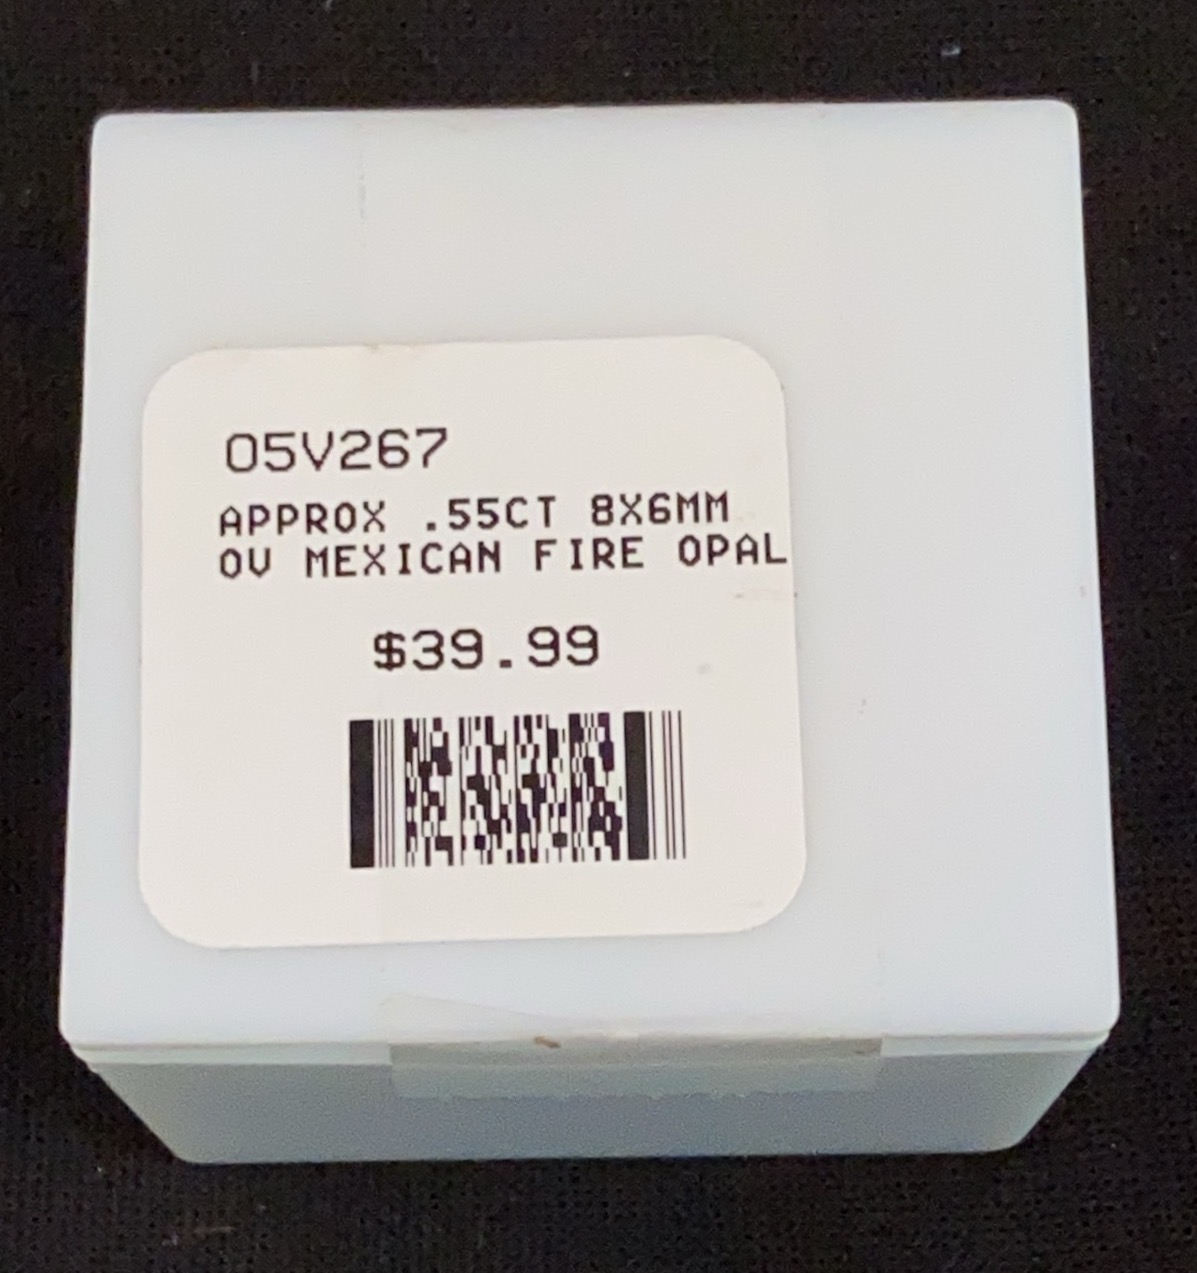 05V267
APPROX .55CT 8X6MM
OV MEXICAN FIRE OPAL
$39.99